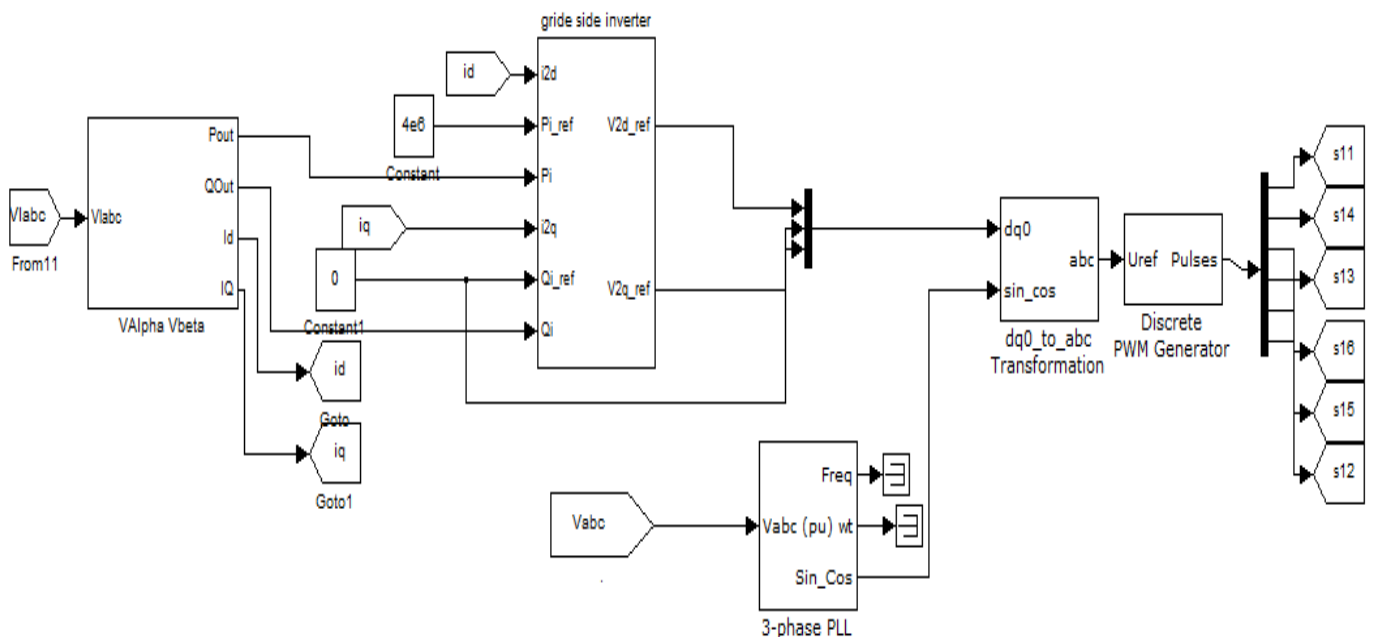 gride side inverter
id
i2d
4e6
Pi_ref
V2d_ref
Constant
Pout
Pi
QOut
VIabc
VIabc
iq
i2q
From11
Id
0
Qi_ref
V2q_ref
IQ
Constant1
Qi
VAlpha Vbeta
id
Goto
iq
Goto1
dq0
abc
sin_cos
dq0_to_abc
Transformation
Uref Pulses
Discrete
PWM Generator
s11
s14
s13
s16
s15
s12
Vabc
Freq
Vabc (pu) wt
Sin_Cos
3-phase PLL